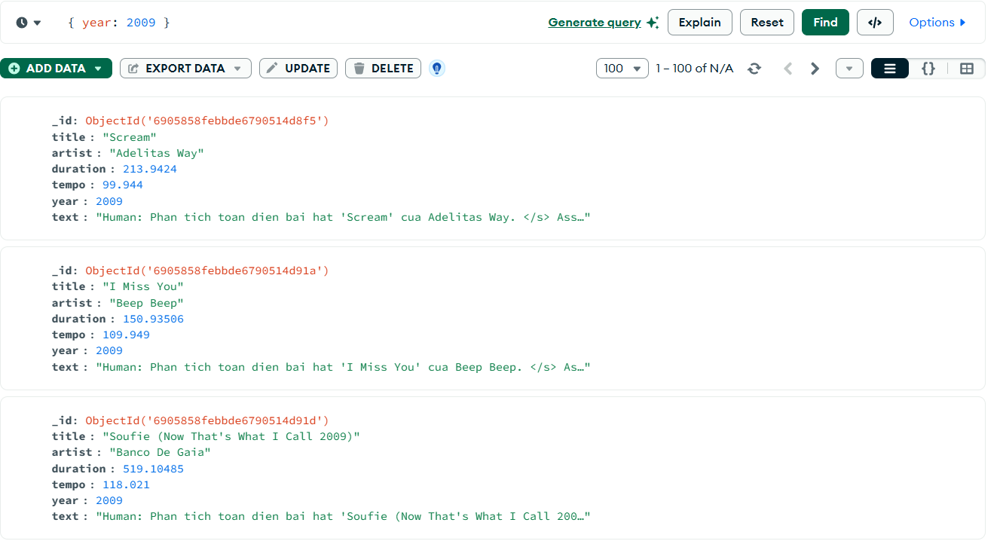 { year: 2009 }
Generate query
Explain
Reset
Find
</>
Options
ADD DATA
EXPORT DATA
UPDATE
DELETE
100
1 – 100 of N/A
{}
_id: ObjectId('6905858febbde6790514d8f5')
title : "Scream"
artist : "Adelitas Way"
duration : 213.9424
tempo : 99.944
year : 2009
text : "Human: Phan tich toan dien bai hat 'Scream' cua Adelitas Way. </s> Ass…"
_id: ObjectId('6905858febbde6790514d91a')
title : "I Miss You"
artist : "Beep Beep"
duration : 150.93506
tempo : 109.949
year : 2009
text : "Human: Phan tich toan dien bai hat 'I Miss You' cua Beep Beep. </s> As…"
_id: ObjectId('6905858febbde6790514d91d')
title : "Soufie (Now That's What I Call 2009)"
artist : "Banco De Gaia"
duration : 519.10485
tempo : 118.021
year : 2009
text : "Human: Phan tich toan dien bai hat 'Soufie (Now That's What I Call 200…"